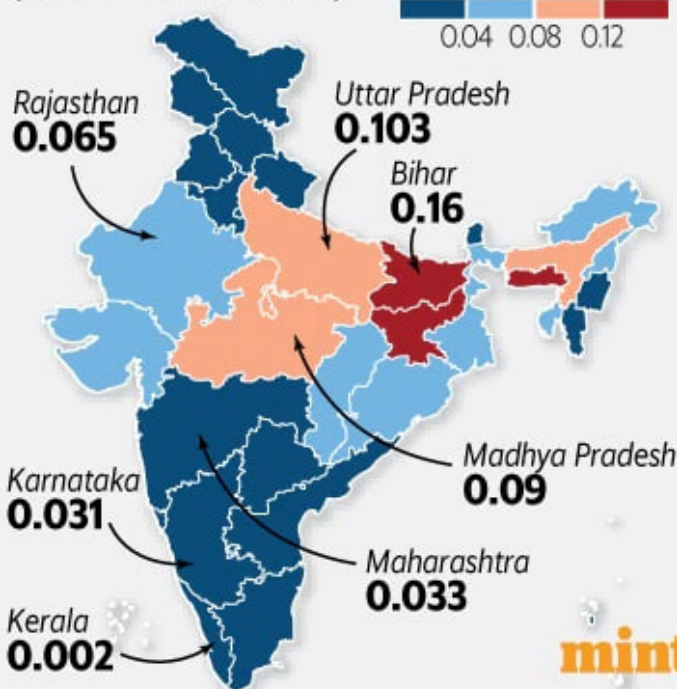 0.04 0.08 0.12
Rajasthan
0.065
Uttar Pradesh
0.103
Bihar
0.16
Madhya Pradesh
0.09
Karnataka
0.031
Maharashtra
0.033
Kerala
0.002
mint